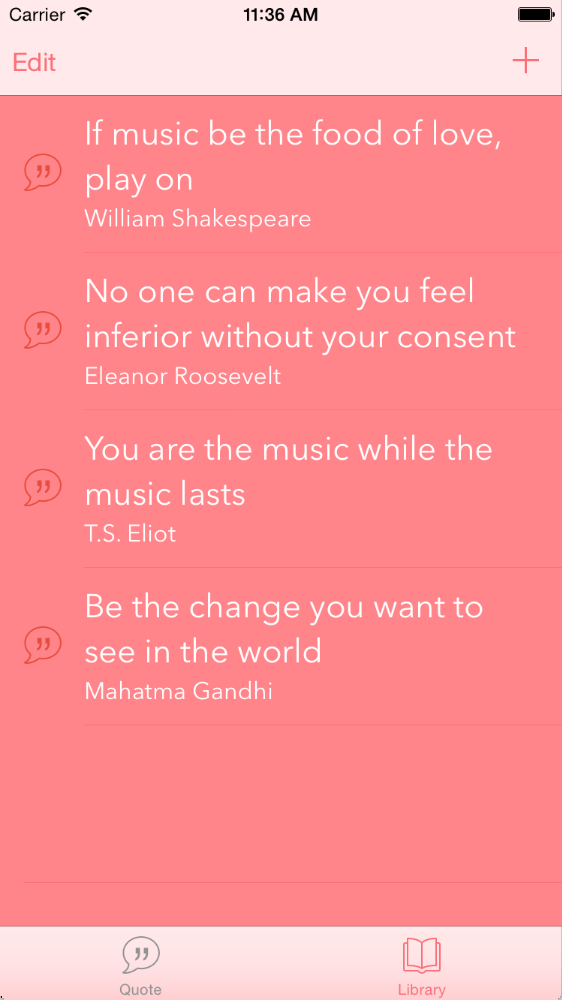 Carrier 11:36 AM
Edit +
If music be the food of love,
play on
William Shakespeare
No one can make you feel
inferior without your consent
Eleanor Roosevelt
You are the music while the
music lasts
T.S. Eliot
Be the change you want to
see in the world
Mahatma Gandhi
Quote Library